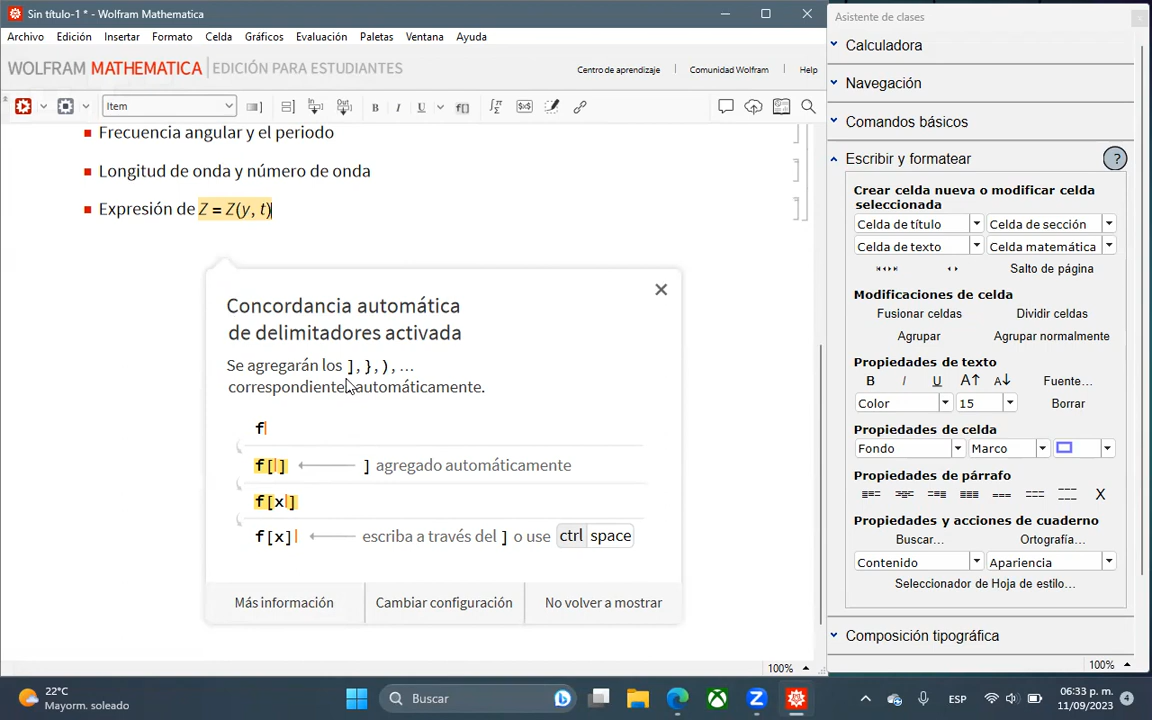 Sin título-1 * - Wolfram Mathematica
Archivo Edición Insertar Formato Celda Gráficos Evaluación Paletas Ventana Ayuda
WOLFRAM MATHEMATICA | EDICIÓN PARA ESTUDIANTES
Centro de aprendizaje | Comunidad Wolfram | Help
Item
B I U f[]
Frecuencia angular y el periodo
Longitud de onda y número de onda
Expresión de Z = Z(y, t)
Concordancia automática
de delimitadores activada
Se agregarán los ], }, ), ...
correspondiente automáticamente.
f
f[] ] agregado automáticamente
f[x]
f[x] escriba a través del ] o use ctrl space
Más información Cambiar configuración No volver a mostrar
100%
Asistente de clases
Calculadora
Navegación
Comandos básicos
Escribir y formatear ?
Crear celda nueva o modificar celda
seleccionada
Celda de título Celda de sección
Celda de texto Celda matemática
Salto de página
Modificaciones de celda
Fusionar celdas Dividir celdas
Agrupar Agrupar normalmente
Propiedades de texto
B I U A↑ A↓ Fuente...
Color 15 Borrar
Propiedades de celda
Fondo Marco
Propiedades de párrafo
X
Propiedades y acciones de cuaderno
Buscar... Ortografía...
Contenido Apariencia
Seleccionador de Hoja de estilo...
Composición tipográfica
100%
22°C
Mayorm. soleado
Buscar
ESP
06:33 p. m.
11/09/2023
4